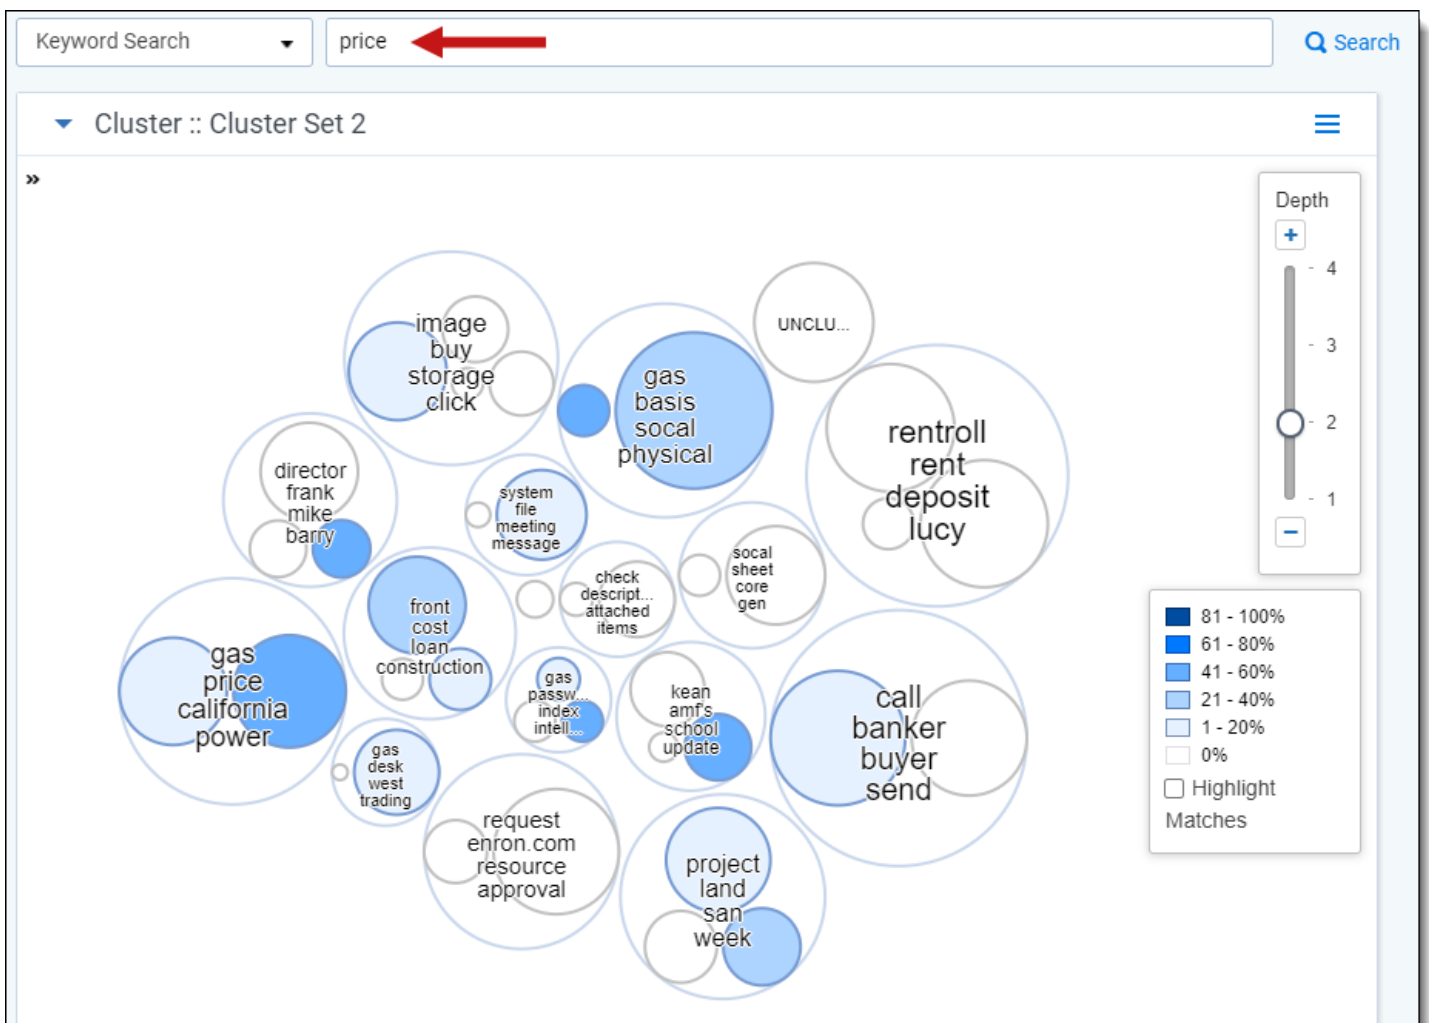 Keyword Search
price
Search
Cluster :: Cluster Set 2
»
Depth
+
4
3
2
1
−
image
buy
storage
click
gas
basis
socal
physical
UNCLU...
rentroll
rent
deposit
lucy
director
frank
mike
barry
system
file
meeting
message
socal
sheet
core
gen
check
descript...
attached
items
front
cost
loan
construction
gas
price
california
power
gas
passw...
index
intell...
kean
amf's
school
update
call
banker
buyer
send
gas
desk
west
trading
request
enron.com
resource
approval
project
land
san
week
81 - 100%
61 - 80%
41 - 60%
21 - 40%
1 - 20%
0%
Highlight
Matches